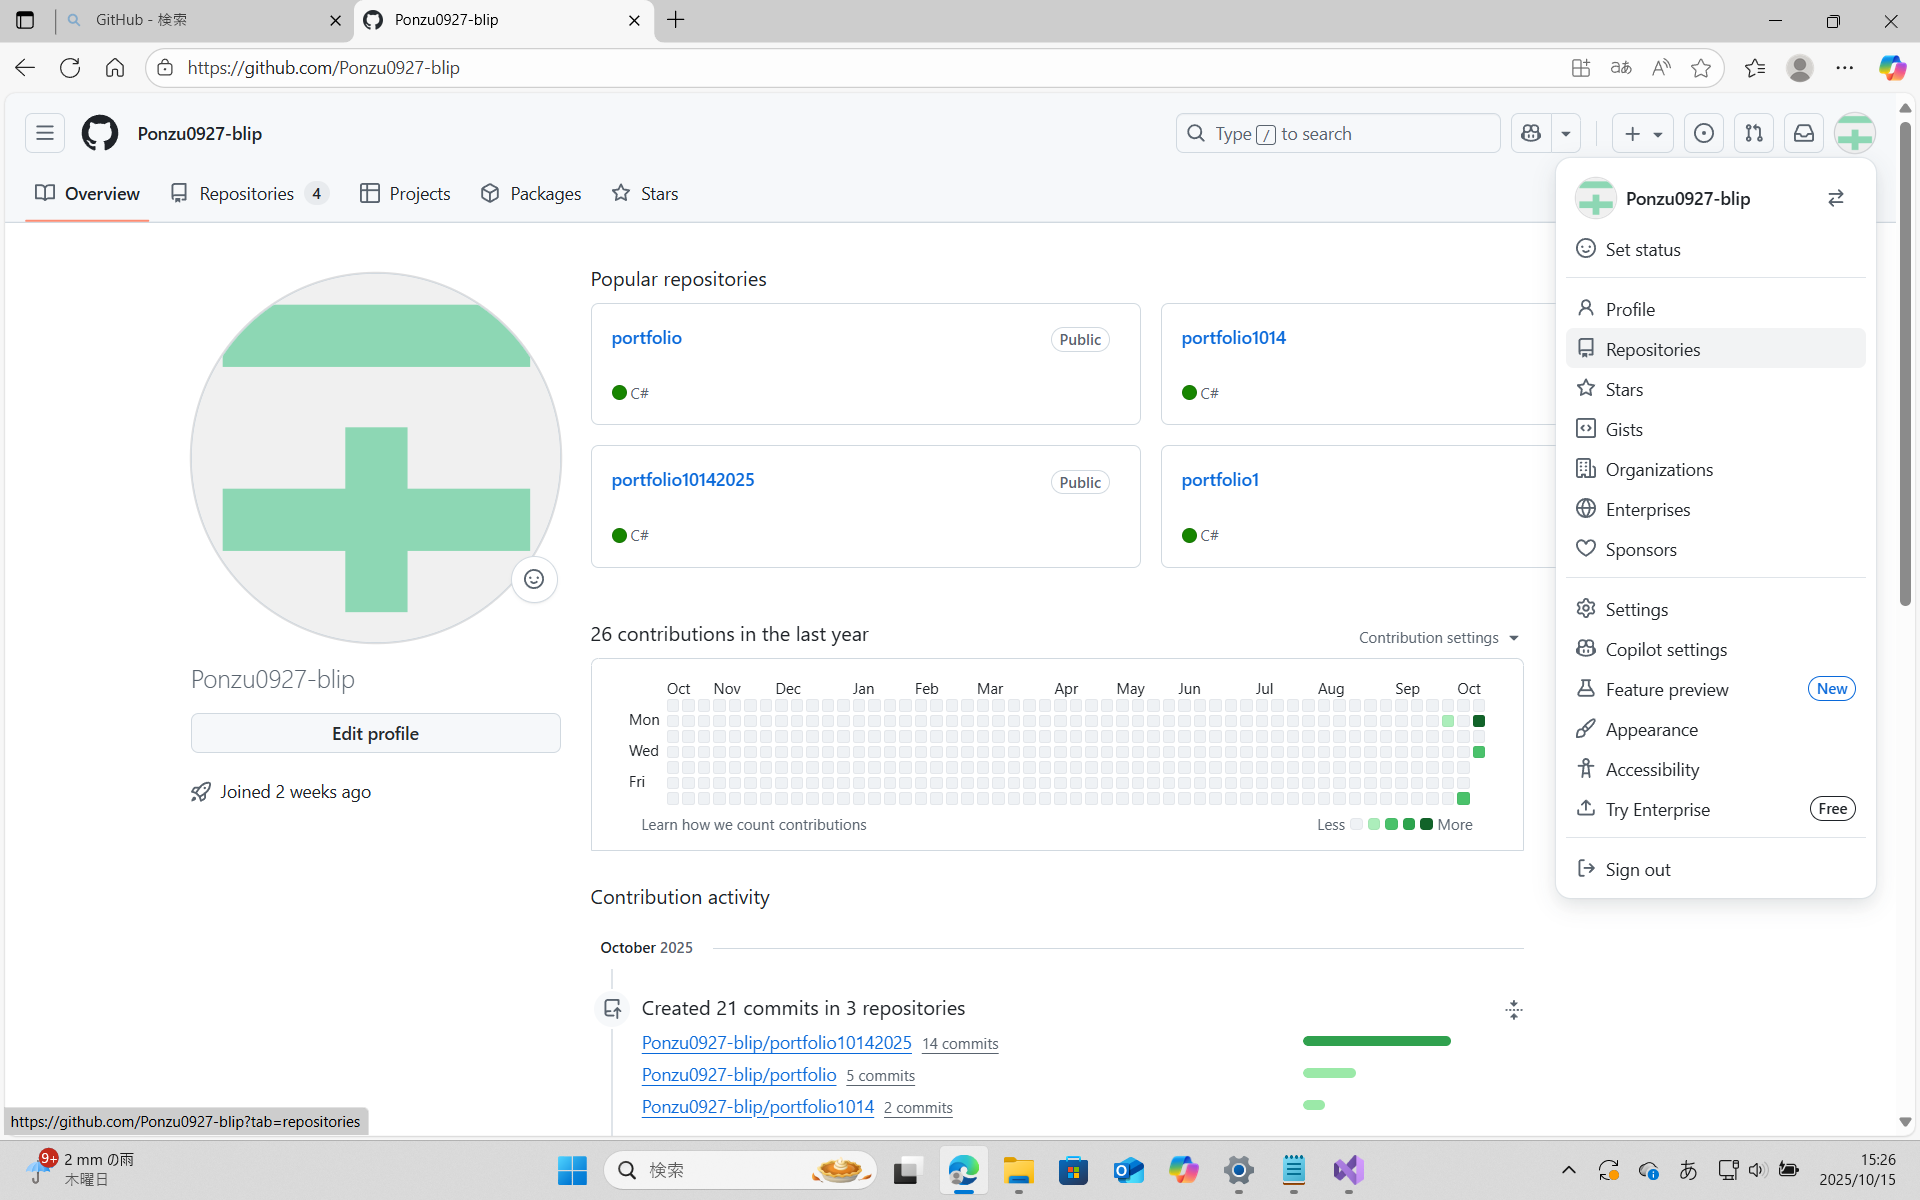 GitHub - 検索
Ponzu0927-blip
https://github.com/Ponzu0927-blip
Ponzu0927-blip
Type / to search
Overview
Repositories 4
Projects
Packages
Stars
Ponzu0927-blip
Set status
Profile
Repositories
Stars
Gists
Organizations
Enterprises
Sponsors
Settings
Copilot settings
Feature preview New
Appearance
Accessibility
Try Enterprise Free
Sign out
Ponzu0927-blip
Edit profile
Joined 2 weeks ago
Popular repositories
portfolio Public
C#
portfolio1014
C#
portfolio10142025 Public
C#
portfolio1
C#
26 contributions in the last year
Contribution settings
Oct Nov Dec Jan Feb Mar Apr May Jun Jul Aug Sep Oct
Mon
Wed
Fri
Learn how we count contributions
Less More
Contribution activity
October 2025
Created 21 commits in 3 repositories
Ponzu0927-blip/portfolio10142025 14 commits
Ponzu0927-blip/portfolio 5 commits
Ponzu0927-blip/portfolio1014 2 commits
https://github.com/Ponzu0927-blip?tab=repositories
9+
2 mm の雨
木曜日
検索
あ
15:26
2025/10/15